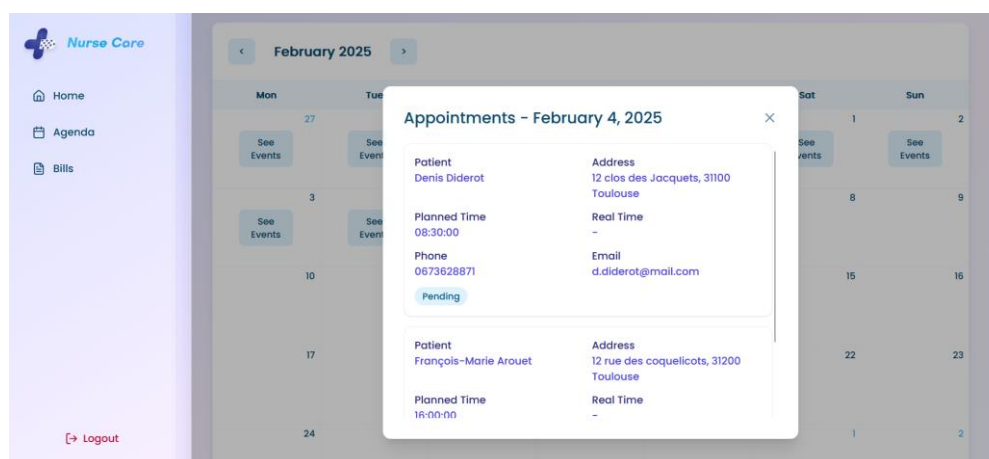 Nurse Care
Home
Agenda
Bills
Logout
‹ February 2025 ›
Mon
Tue
Sat
Sun
27
1
2
See
Events
See
See
Events
3
8
9
See
Events
See
10
15
16
17
22
23
24
1
2
Appointments - February 4, 2025 ×
Patient
Denis Diderot
Address
12 clos des Jacquets, 31100
Toulouse
Planned Time
08:30:00
Real Time
-
Phone
0673628871
Email
d.diderot@mail.com
Pending
Patient
François-Marie Arouet
Address
12 rue des coquelicots, 31200
Toulouse
Planned Time
16:00:00
Real Time
-